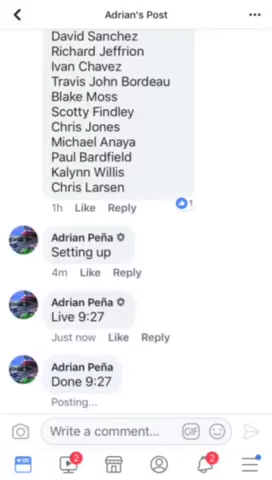 Adrian's Post
David Sanchez
Richard Jeffrion
Ivan Chavez
Travis John Bordeau
Blake Moss
Scotty Findley
Chris Jones
Michael Anaya
Paul Bardfield
Kalynn Willis
Chris Larsen
1h Like Reply 1
Adrian Peña
Setting up
4m Like Reply
Adrian Peña
Live 9:27
Just now Like Reply
Adrian Peña
Done 9:27
Posting...
Write a comment... GIF
2 2